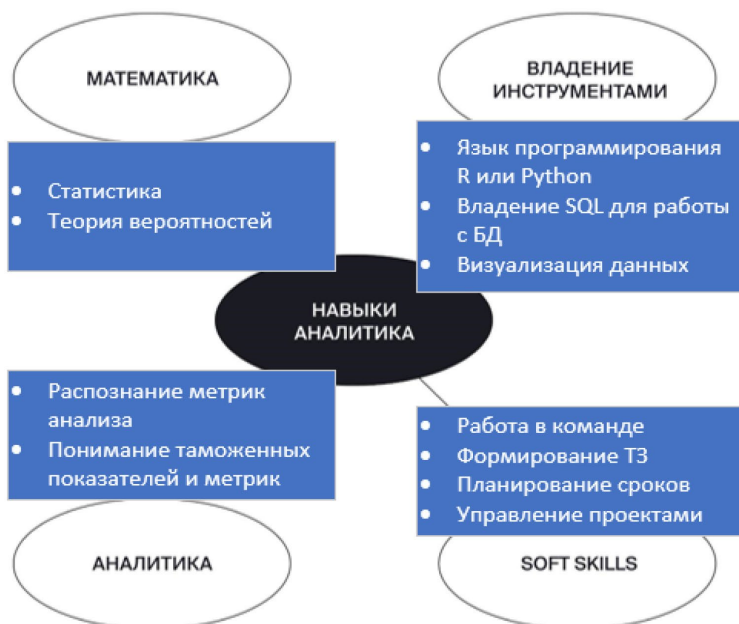 МАТЕМАТИКА
ВЛАДЕНИЕ
ИНСТРУМЕНТАМИ
• Статистика
• Теория вероятностей
• Язык программирования
R или Python
• Владение SQL для работы
с БД
• Визуализация данных
НАВЫКИ
АНАЛИТИКА
• Распознание метрик
анализа
• Понимание таможенных
показателей и метрик
• Работа в команде
• Формирование ТЗ
• Планирование сроков
• Управление проектами
АНАЛИТИКА
SOFT SKILLS